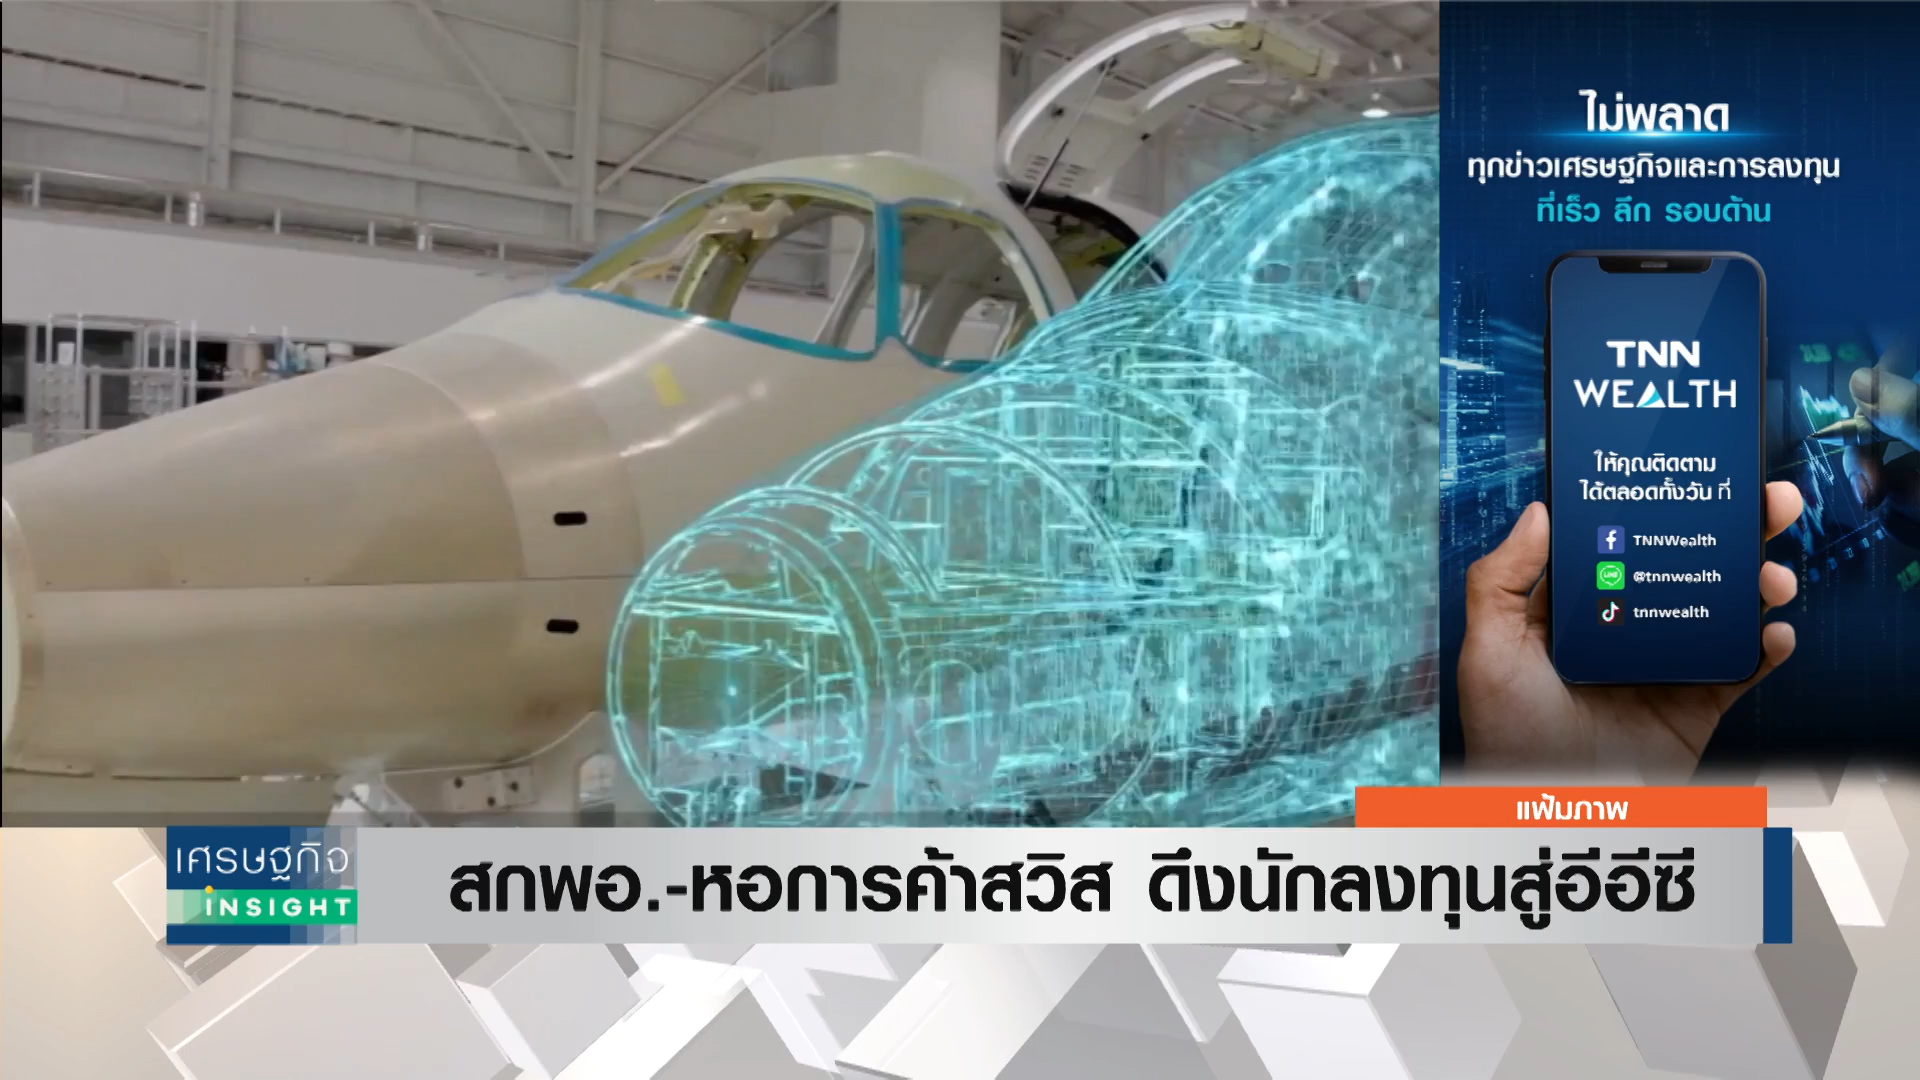 ไม่พลาด
ทุกข่าวเศรษฐกิจและการลงทุน
ที่เร็ว ลึก รอบด้าน
TNN
WEALTH
ให้คุณติดตาม
ได้ตลอดทั้งวัน ที่
TNNWealth
@tnnwealth
tnnwealth
แฟ้มภาพ
เศรษฐกิจ
INSIGHT
สกพอ.-หอการค้าสวิส ดึงนักลงทุนสู่อีอีซี